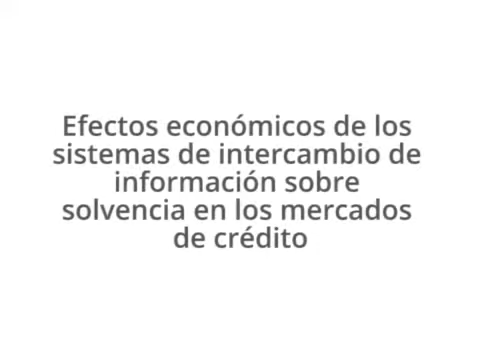 Efectos económicos de los
sistemas de intercambio de
información sobre
solvencia en los mercados
de crédito